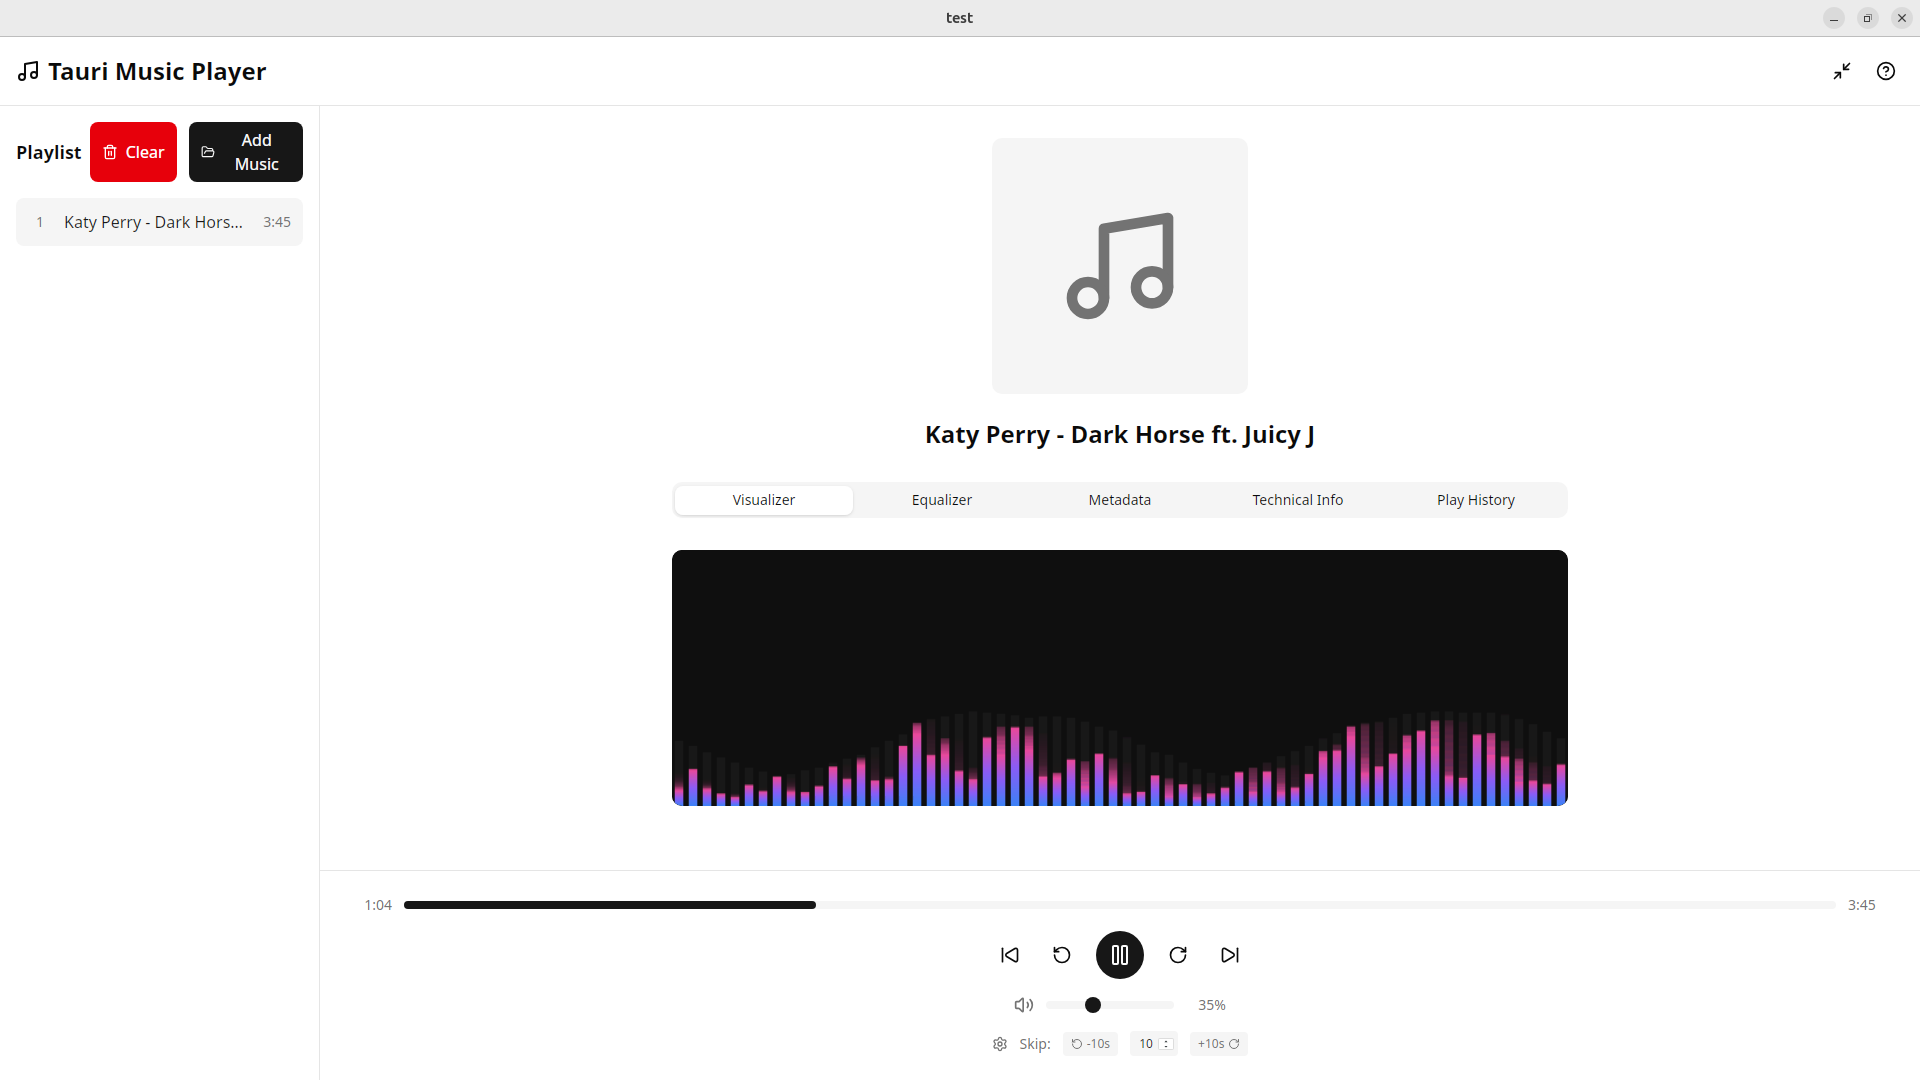 test
Tauri Music Player
Playlist
Clear
Add
Music
1 Katy Perry - Dark Hors... 3:45
Katy Perry - Dark Horse ft. Juicy J
Visualizer Equalizer Metadata Technical Info Play History
1:04 3:45
35%
Skip: -10s 10 +10s